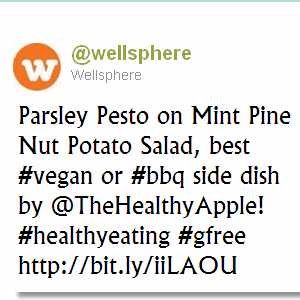 w
@wellsphere
Wellsphere
Parsley Pesto on Mint Pine
Nut Potato Salad, best
#vegan or #bbq side dish
by @TheHealthyApple!
#healthyeating #gfree
http://bit.ly/iiLAOU